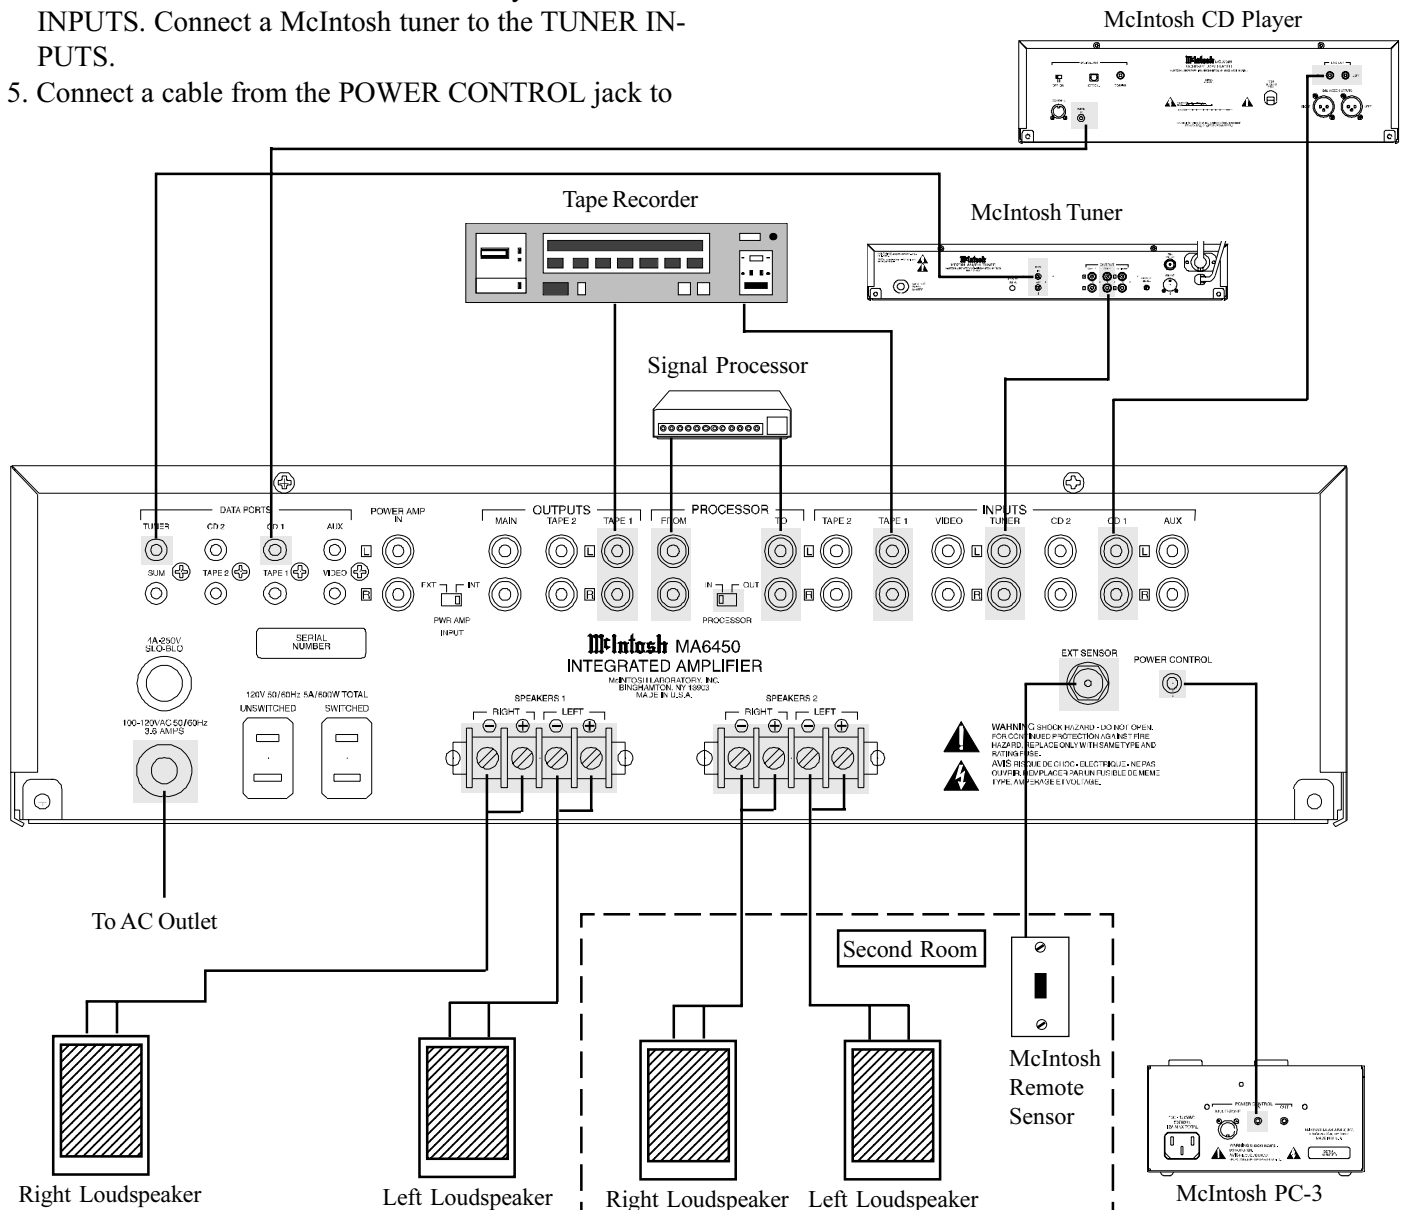 INPUTS. Connect a McIntosh tuner to the TUNER IN-
PUTS.
5. Connect a cable from the POWER CONTROL jack to
McIntosh CD Player
Tape Recorder
McIntosh Tuner
Signal Processor
DATA PORTS
TUNER CD 2 CD 1 AUX
SUM TAPE 2 TAPE 1 VIDEO
POWER AMP
IN
L
R
EXT INT
PWR AMP
INPUT
OUTPUTS
MAIN TAPE 2 TAPE 1
L
R
PROCESSOR
FROM TO
IN OUT
PROCESSOR
L
R
INPUTS
TAPE 2 TAPE 1 VIDEO TUNER CD 2 CD 1 AUX
L
R
L
R
4A-250V
SLO-BLO
SERIAL
NUMBER
McIntosh MA6450
INTEGRATED AMPLIFIER
McINTOSH LABORATORY, INC.
BINGHAMTON, NY 13903
MADE IN U.S.A.
EXT SENSOR
POWER CONTROL
120V 50/60Hz 5A/600W TOTAL
UNSWITCHED SWITCHED
100-120VAC 50/60Hz
3.6 AMPS
SPEAKERS 1
RIGHT LEFT
- + - +
SPEAKERS 2
RIGHT LEFT
- + - +
WARNING SHOCK HAZARD - DO NOT OPEN.
FOR CONTINUED PROTECTION AGAINST FIRE
HAZARD, REPLACE ONLY WITH SAME TYPE AND
RATING FUSE.
AVIS RISQUE DE CHOC - ELECTRIQUE - NE PAS
OUVRIR. REMPLACER PAR UN FUSIBLE DE MEME
TYPE, AMPERAGE ET VOLTAGE.
To AC Outlet
Second Room
McIntosh
Remote
Sensor
POWER CONTROL
OUT
Right Loudspeaker
Left Loudspeaker
Right Loudspeaker
Left Loudspeaker
McIntosh PC-3